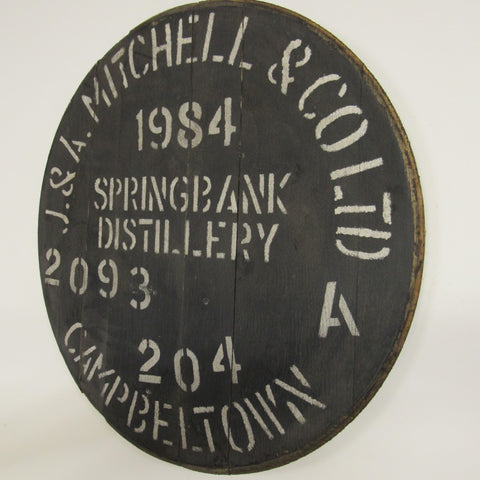 J. & A. MITCHELL & CO LTD
1984
SPRINGBANK
DISTILLERY
2093
A
204
CAMPBELTOWN